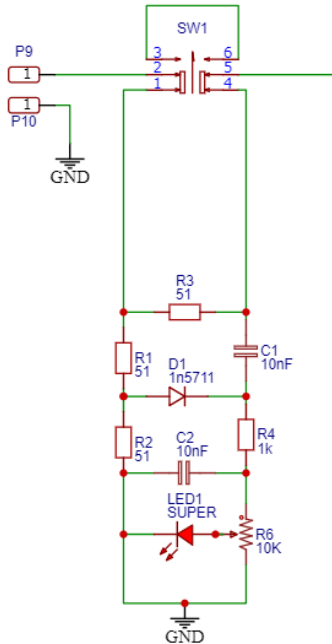 SW1
P9
3
6
1
2
5
1
4
1
P10
GND
R3
51
R1
51
C1
10nF
D1
1n5711
R2
51
C2
10nF
R4
1k
LED1
SUPER
R6
10K
GND